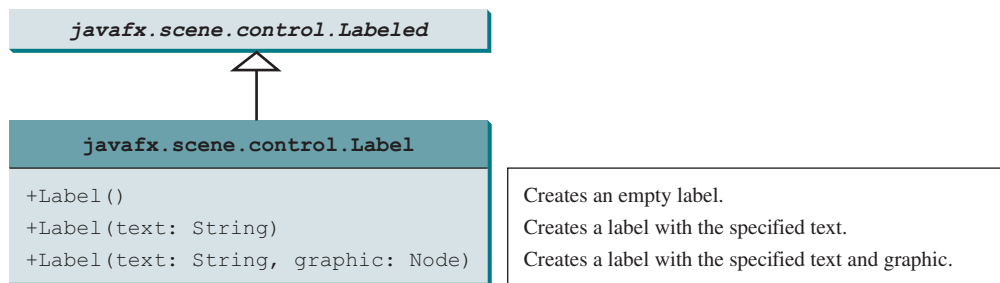 javafx.scene.control.Labeled
javafx.scene.control.Label
+Label()
Creates an empty label.
+Label(text: String)
Creates a label with the specified text.
+Label(text: String, graphic: Node)
Creates a label with the specified text and graphic.